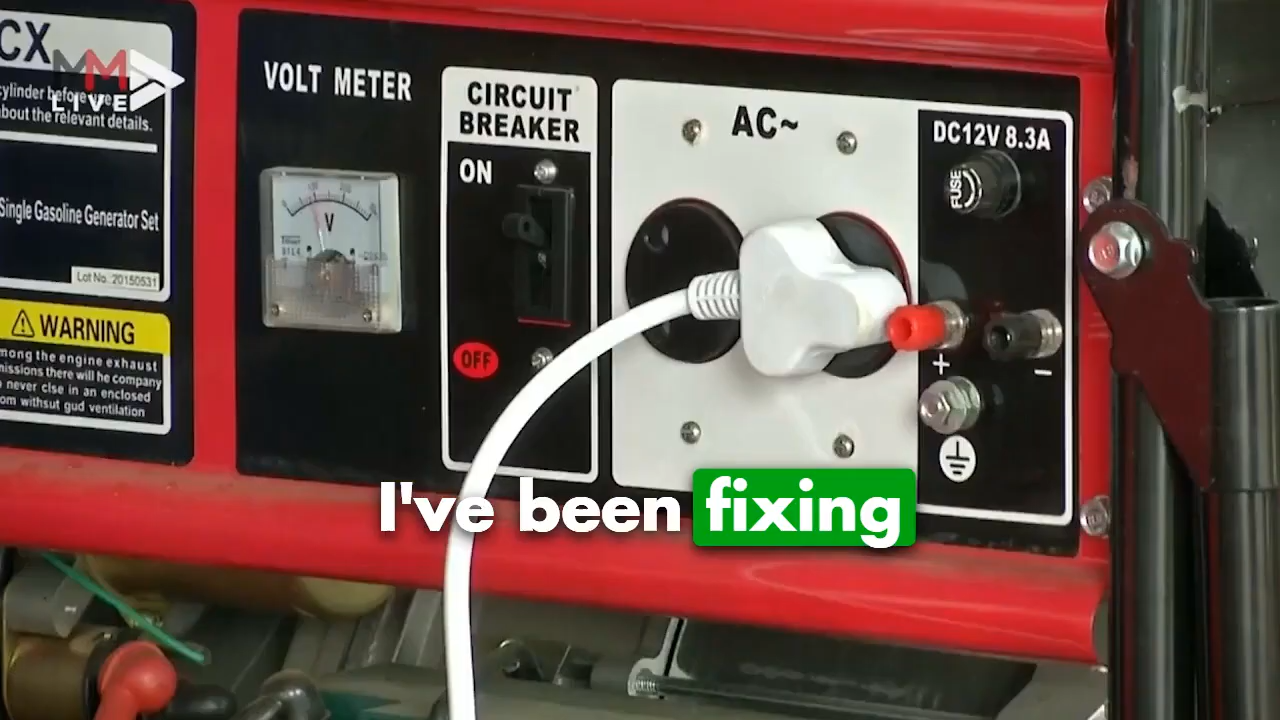 CX
MM
LIVE
cylinder before use.
about the relevant details.
Single Gasoline Generator Set
Lot No.:20150531
WARNING
mong the engine exhaust
missions there will he company
never clse in an enclosed
om withsut gud ventilation
VOLT METER
V
CIRCUIT
BREAKER
ON
OFF
AC~
DC12V 8.3A
FUSE
+
−
I've been fixing